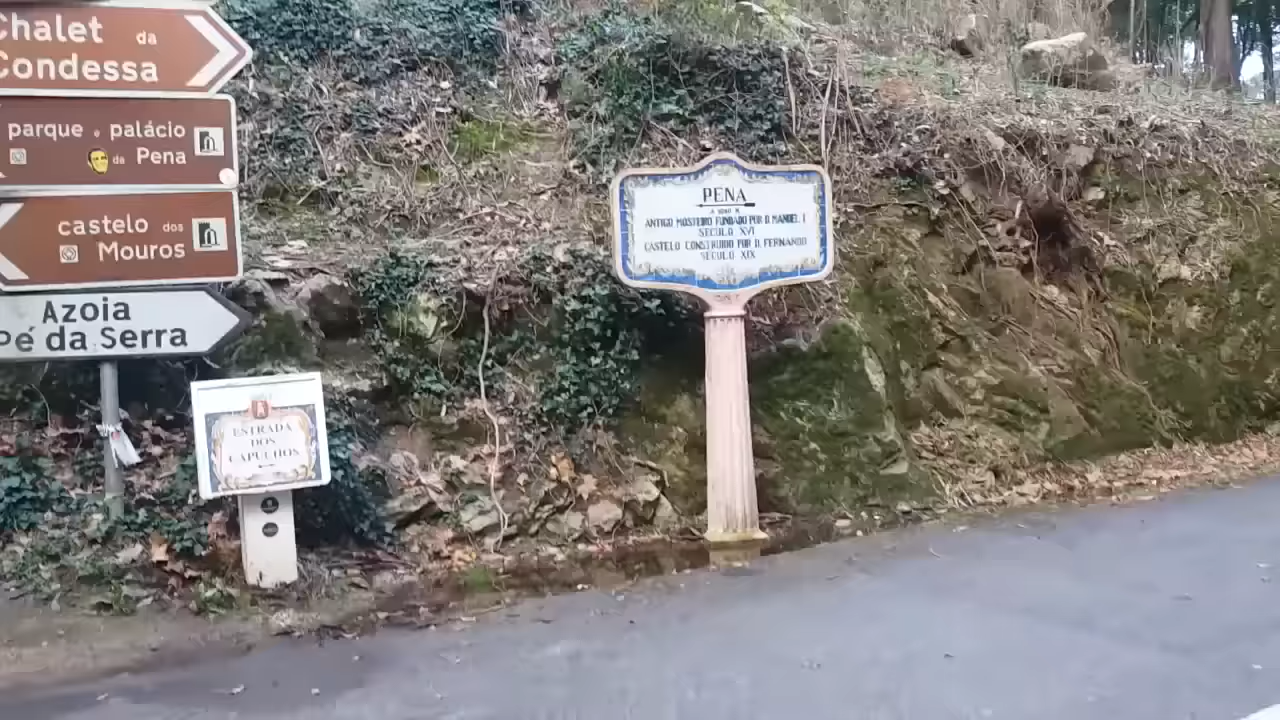 Chalet da
Condessa
parque e palácio
da Pena
castelo dos
Mouros
Azoia
Pé da Serra
ESTRADA
DOS
CAPUCHOS
PENA
ANTIGO MOSTEIRO FUNDADO POR D. MANOEL I
SECULO XVI
CASTELO CONSTRUIDO POR D. FERNANDO
SECULO XIX